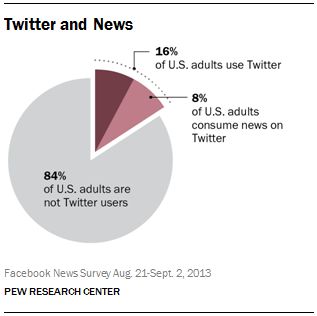 Twitter and News
16%
of U.S. adults use Twitter
8%
of U.S. adults
consume news on
Twitter
84%
of U.S. adults are
not Twitter users
Facebook News Survey Aug. 21-Sept. 2, 2013
PEW RESEARCH CENTER